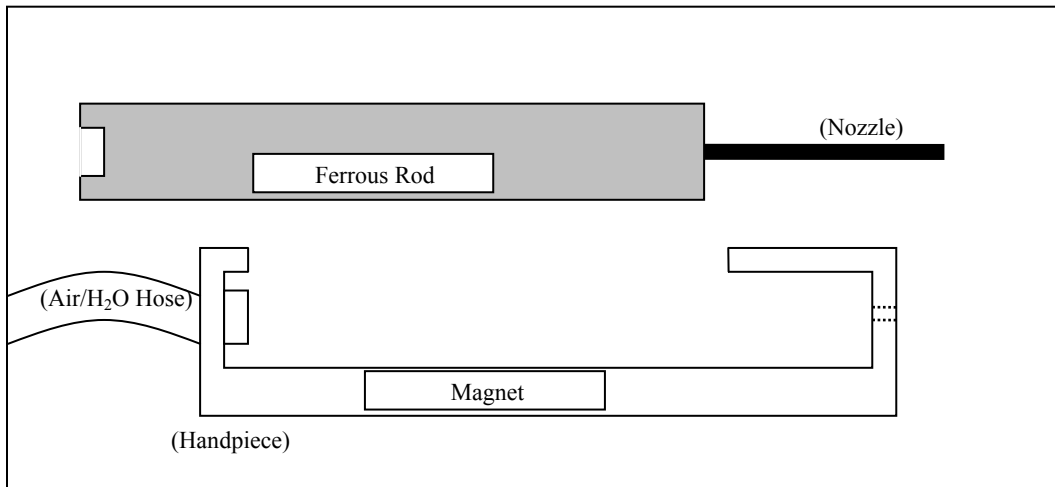 (Nozzle)
Ferrous Rod
(Air/H₂O Hose)
Magnet
(Handpiece)